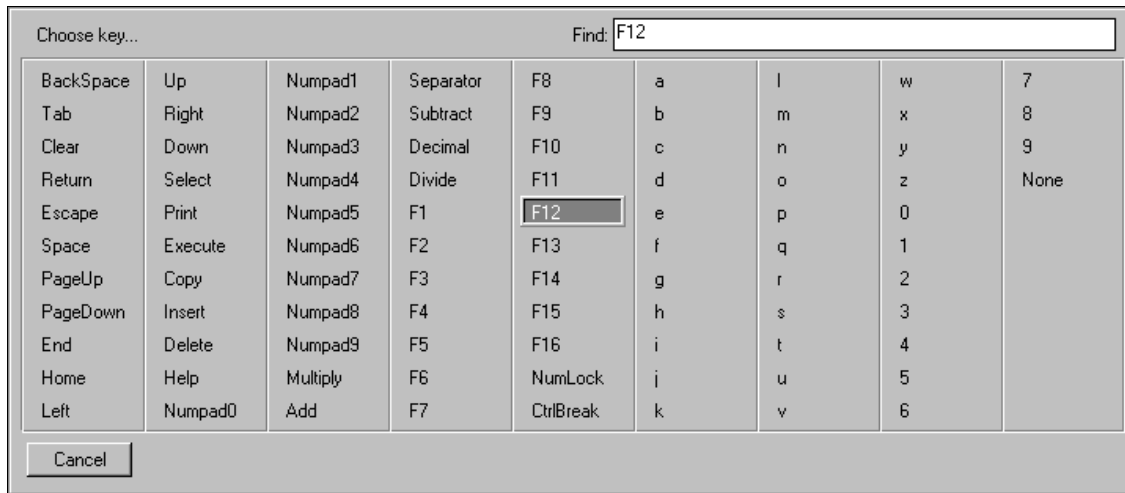 Choose key...
Find: F12
BackSpace
Tab
Clear
Return
Escape
Space
PageUp
PageDown
End
Home
Left
Up
Right
Down
Select
Print
Execute
Copy
Insert
Delete
Help
Numpad0
Numpad1
Numpad2
Numpad3
Numpad4
Numpad5
Numpad6
Numpad7
Numpad8
Numpad9
Multiply
Add
Separator
Subtract
Decimal
Divide
F1
F2
F3
F4
F5
F6
F7
F8
F9
F10
F11
F12
F13
F14
F15
F16
NumLock
CtrlBreak
a
b
c
d
e
f
g
h
i
j
k
l
m
n
o
p
q
r
s
t
u
v
w
x
y
z
0
1
2
3
4
5
6
7
8
9
None
Cancel